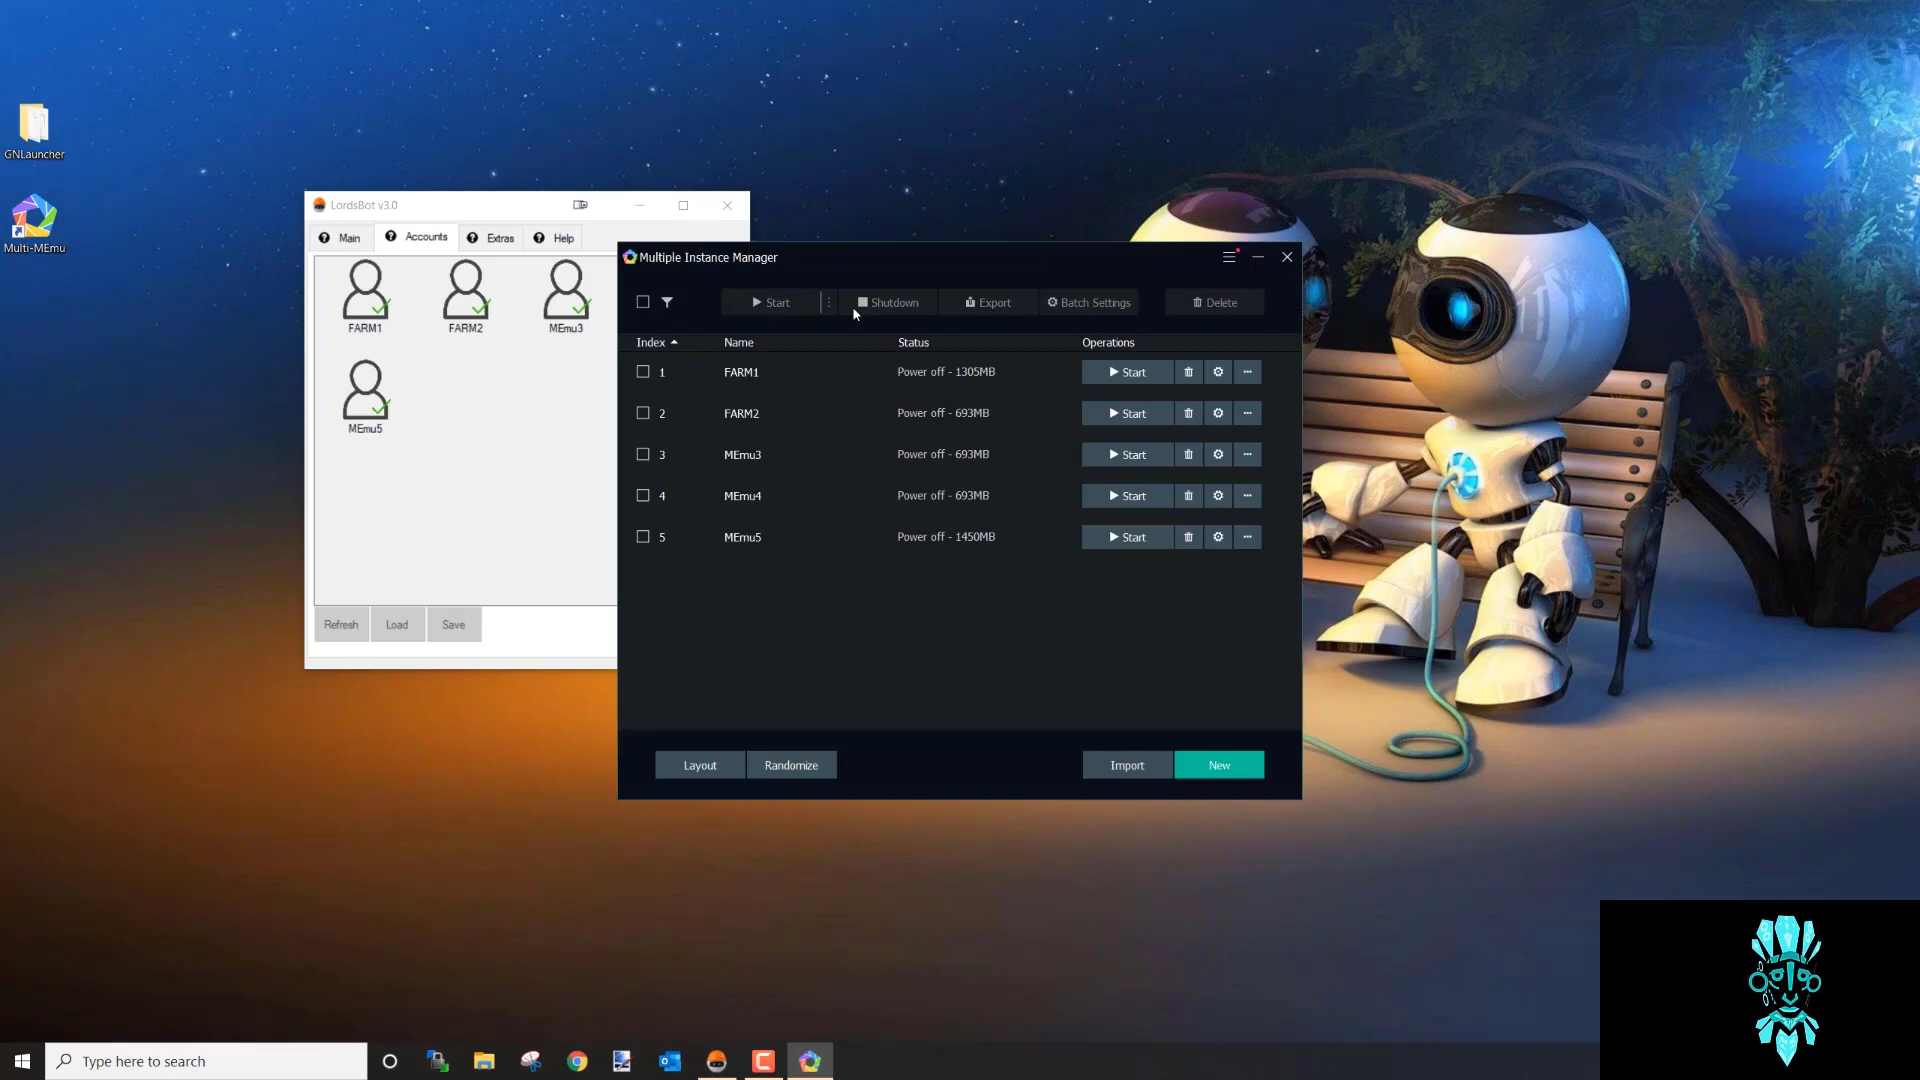 GNLauncher
Multi-MEmu
LordsBot v3.0
Main
Accounts
Extras
Help
FARM1
FARM2
MEmu3
MEmu5
Refresh
Load
Save
Multiple Instance Manager
Start
Shutdown
Export
Batch Settings
Delete
Index
Name
Status
Operations
1 FARM1 Power off - 1305MB Start
2 FARM2 Power off - 693MB Start
3 MEmu3 Power off - 693MB Start
4 MEmu4 Power off - 693MB Start
5 MEmu5 Power off - 1450MB Start
Layout
Randomize
Import
New
Type here to search